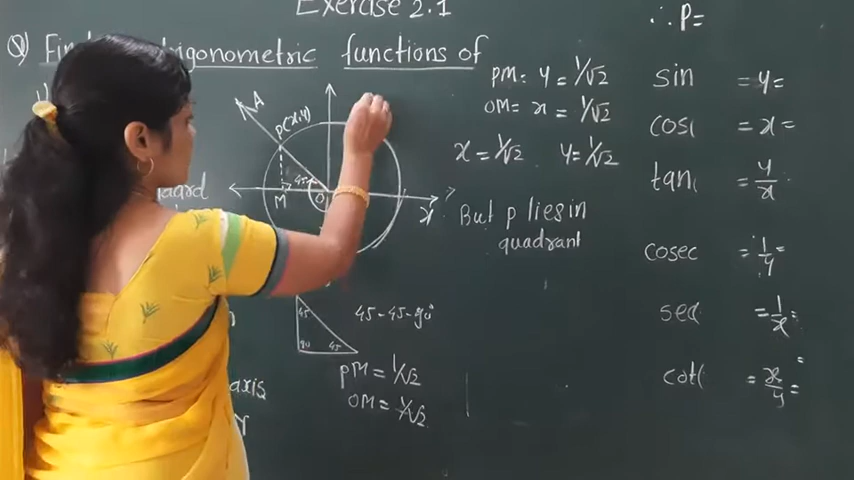 Exercise 2.1
Q) Find trigonometric functions of
A
P(x,y)
45
M
O
X
45
90
45
45-45-90°
PM = 1/√2
OM = 1/√2
axis
PM = y = 1/√2
OM = x = 1/√2
x = 1/√2 y = 1/√2
But p lies in
quadrant
∴ P =
sin = y =
cos( = x =
tan( = y/x =
cosec = 1/y =
sec( = 1/x =
cot( = x/y =